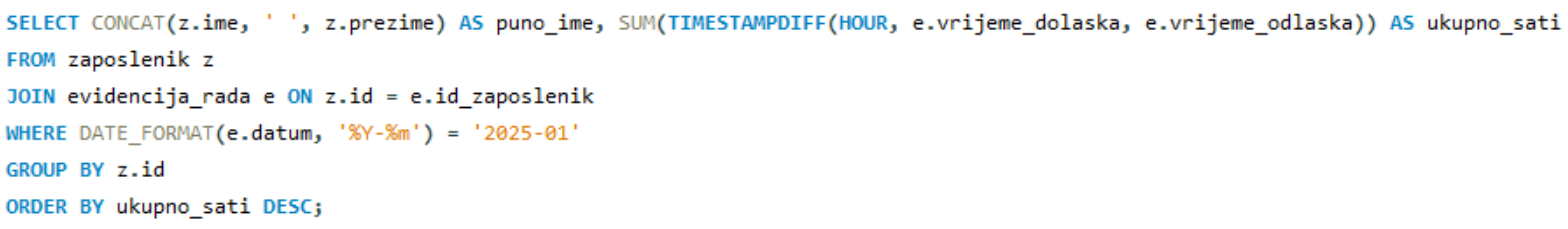 SELECT CONCAT(z.ime, ' ', z.prezime) AS puno_ime, SUM(TIMESTAMPDIFF(HOUR, e.vrijeme_dolaska, e.vrijeme_odlaska)) AS ukupno_sati
FROM zaposlenik z
JOIN evidencija_rada e ON z.id = e.id_zaposlenik
WHERE DATE_FORMAT(e.datum, '%Y-%m') = '2025-01'
GROUP BY z.id
ORDER BY ukupno_sati DESC;